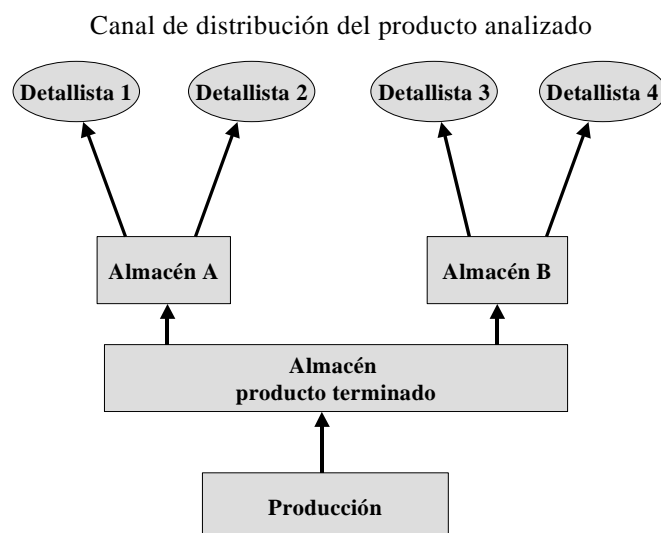 Canal de distribución del producto analizado
Detallista 1
Detallista 2
Detallista 3
Detallista 4
Almacén A
Almacén B
Almacén
producto terminado
Producción